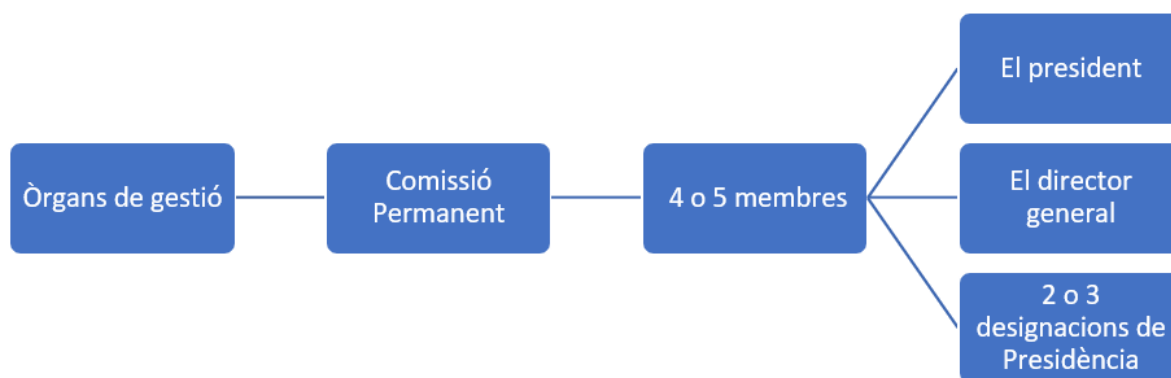 Òrgans de gestió
Comissió
Permanent
4 o 5 membres
El president
El director
general
2 o 3
designacions de
Presidència